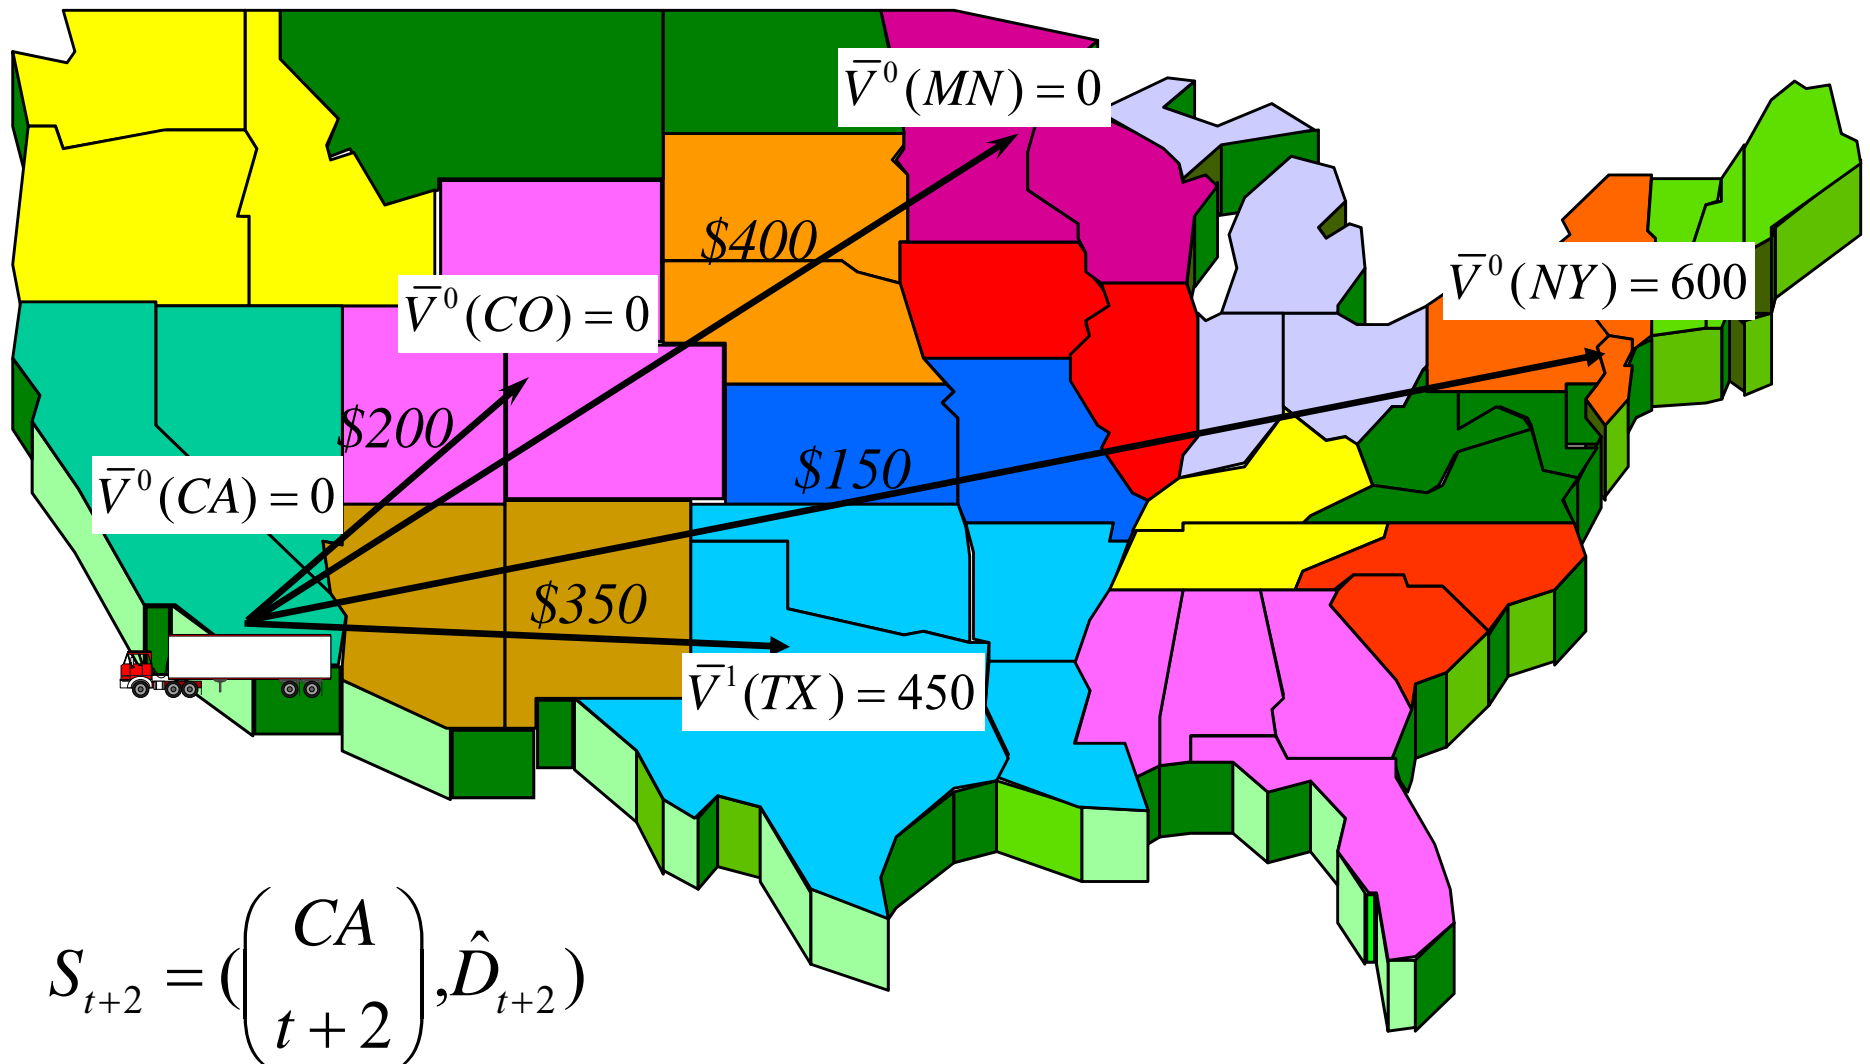 V̅⁰(MN) = 0
$400
V̅⁰(NY) = 600
V̅⁰(CO) = 0
$200
$150
V̅⁰(CA) = 0
$350
V̅¹(TX) = 450
S_{t+2} = ((CA
t + 2), D̂_{t+2})